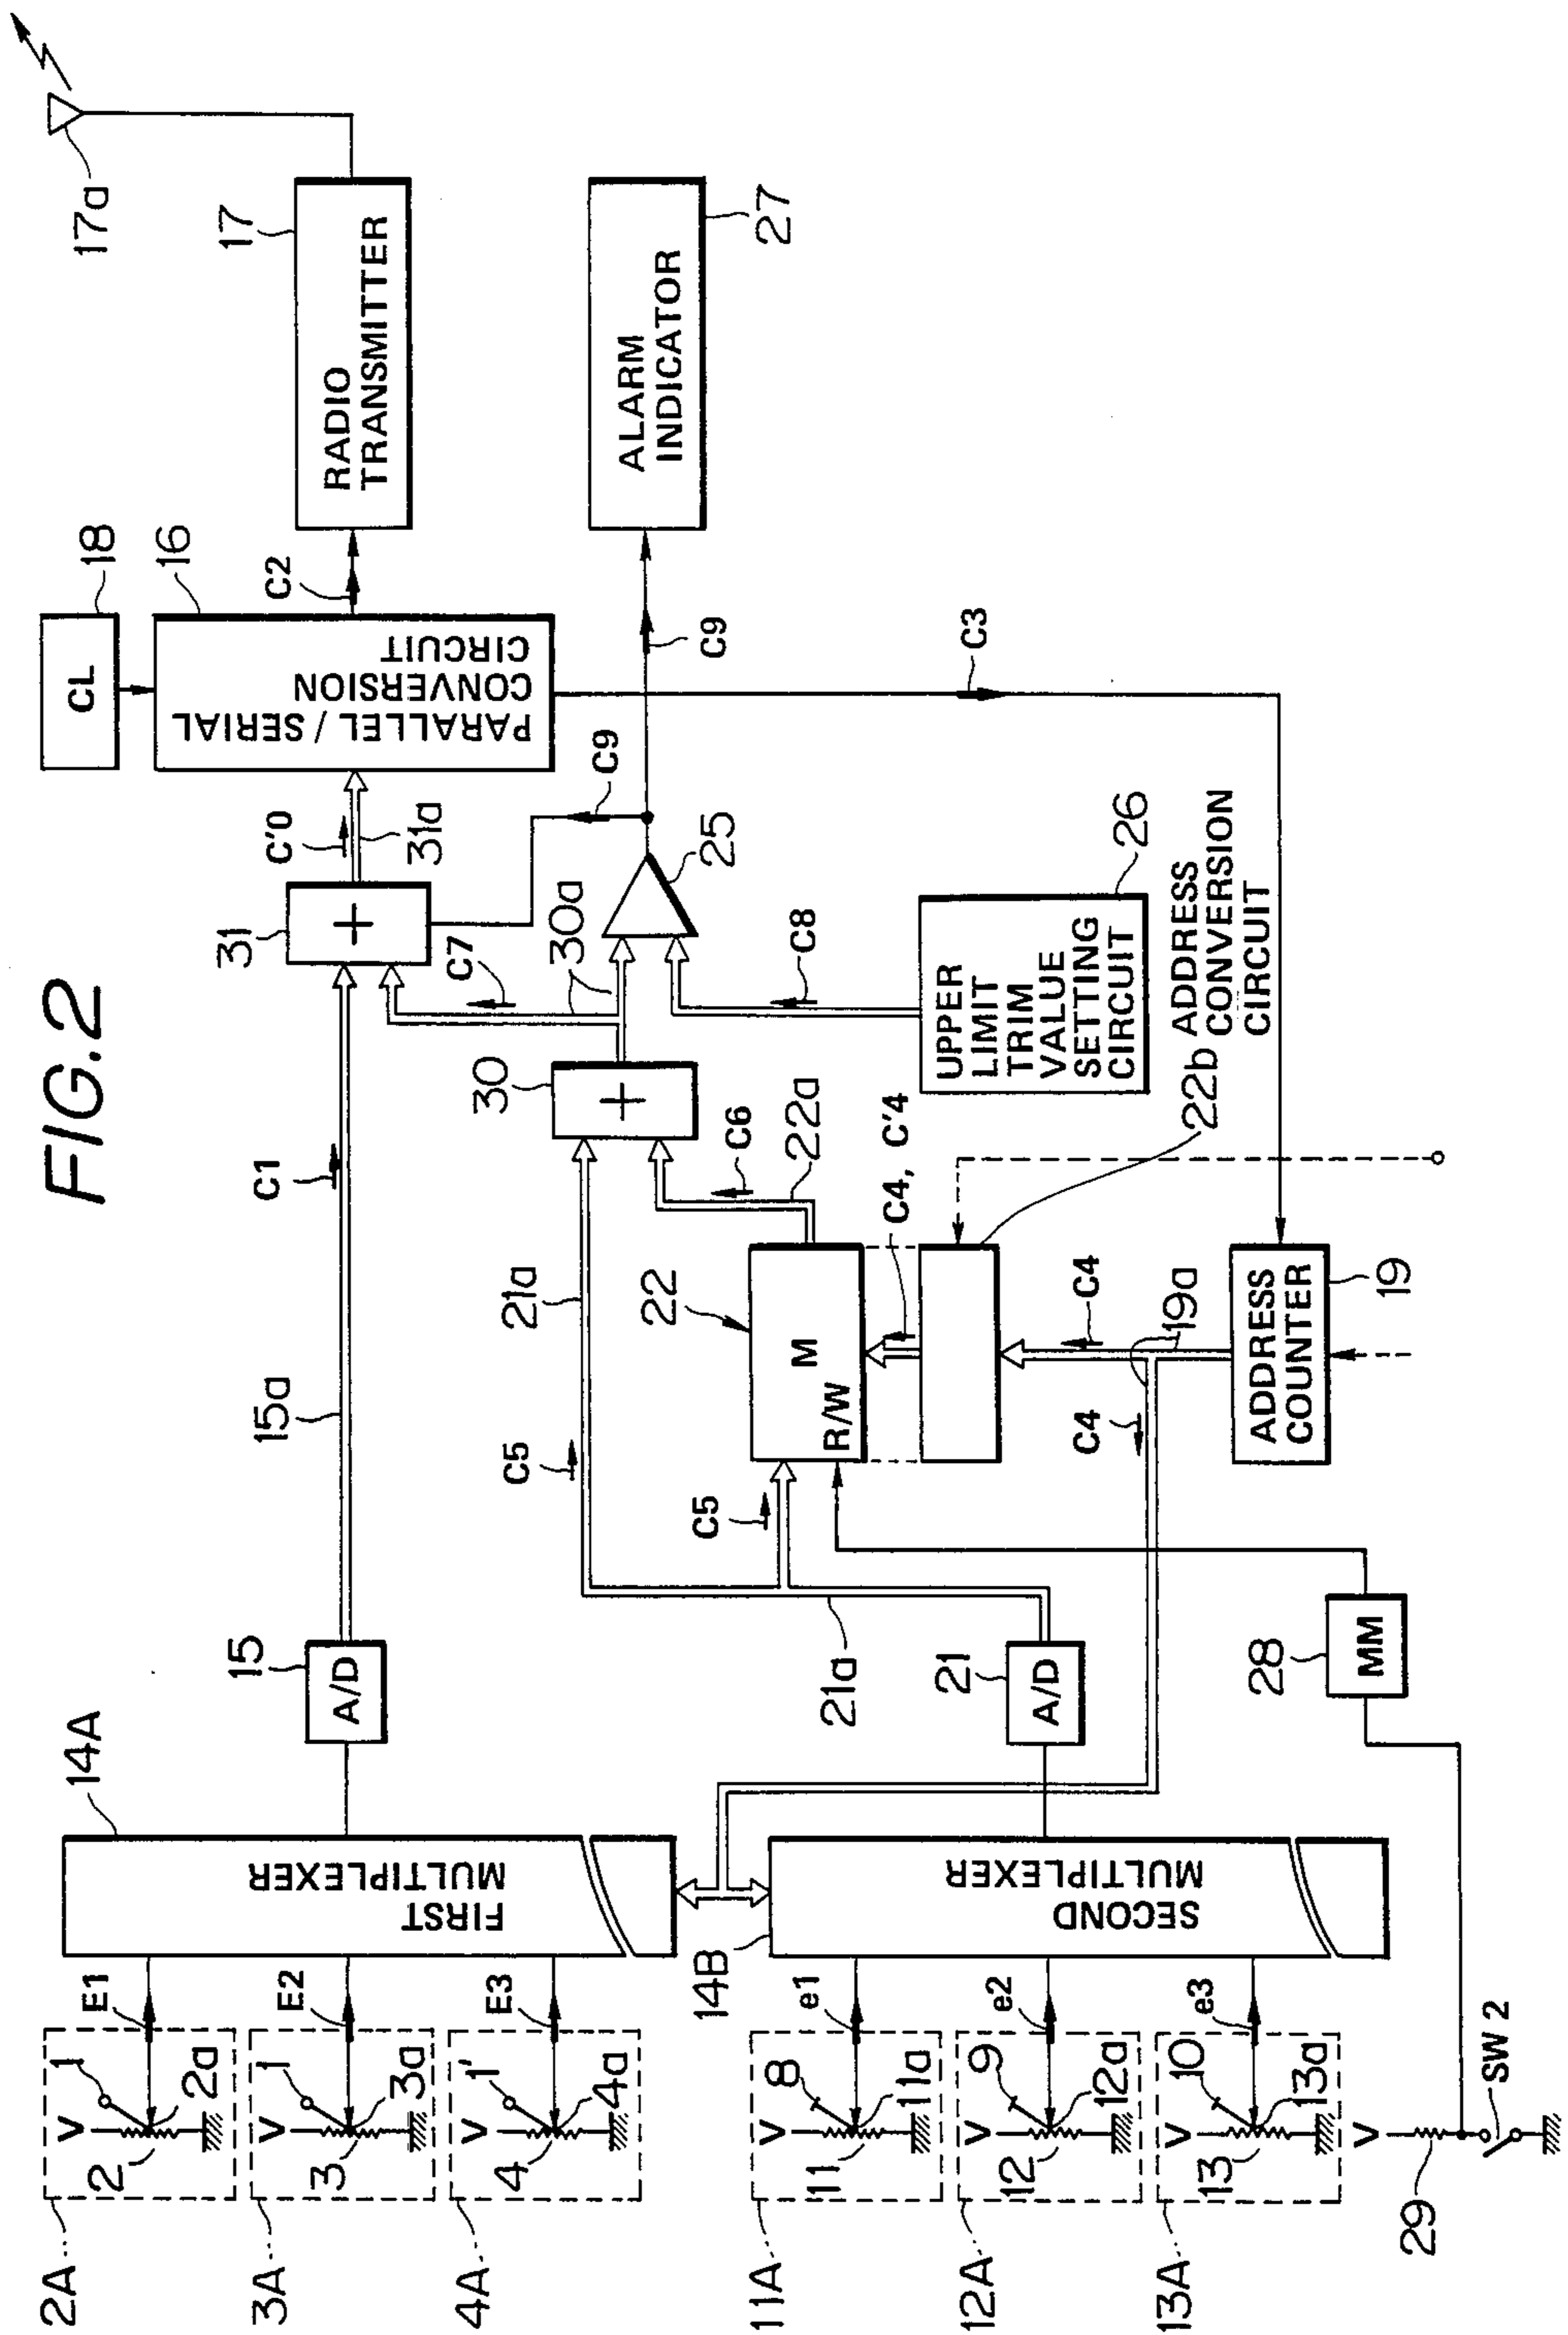 FIG.2
2A
V
1
2
2a
E1
3A
V
1
3
3a
E2
4A
V
1'
4
4a
E3
14A
FIRST
MULTIPLEXER
15
A/D
15a
C1
31
+
C'0
31a
CL
18
16
PARALLEL / SERIAL
CONVERSION
CIRCUIT
C2
17
RADIO
TRANSMITTER
17a
11A
V
8
11
11a
e1
12A
V
9
12
12a
e2
13A
V
10
13
13a
e3
14B
SECOND
MULTIPLEXER
21
A/D
21a
C5
C5
21a
22
M
R/W
22a
C6
30
+
30a
C7
25
C8
C9
C9
ALARM
INDICATOR
27
C3
UPPER
LIMIT
TRIM
VALUE
SETTING
CIRCUIT
26
C4, C'4
22b
ADDRESS
CONVERSION
CIRCUIT
C4
C4
19a
ADDRESS
COUNTER
19
28
MM
V
29
SW 2